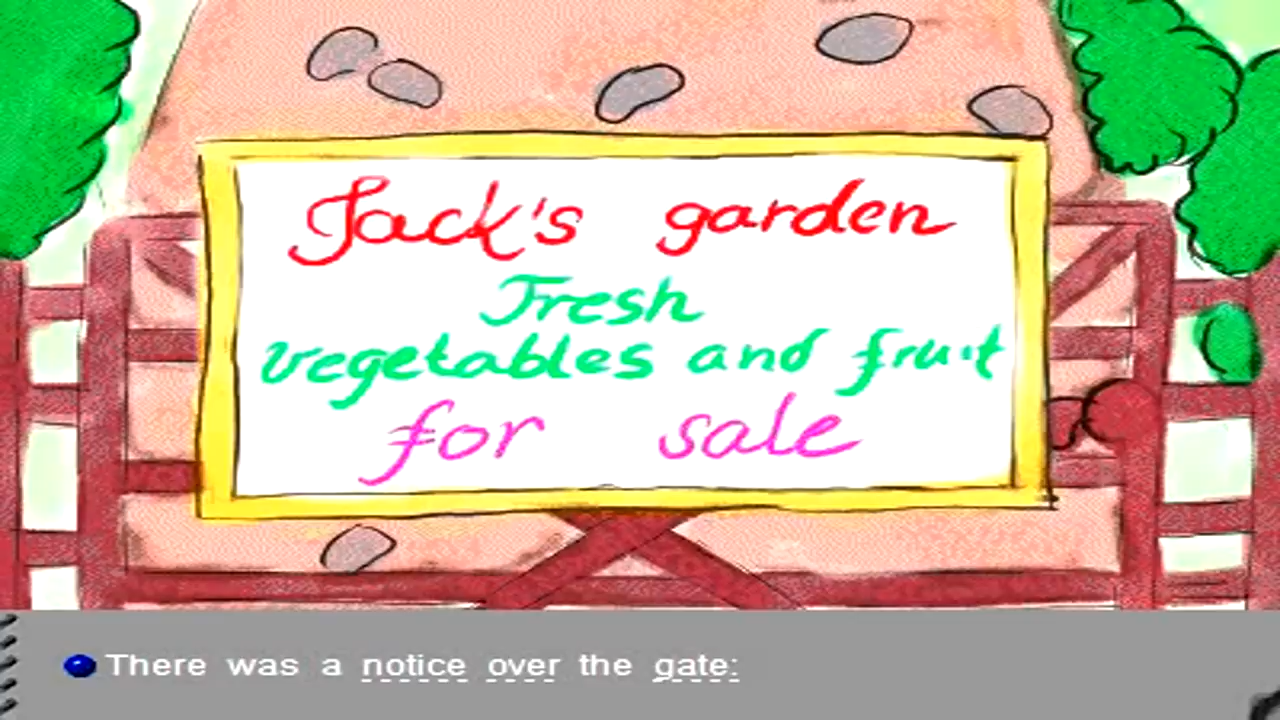 Jack's garden
Fresh
vegetables and fruit
for sale
There was a notice over the gate: